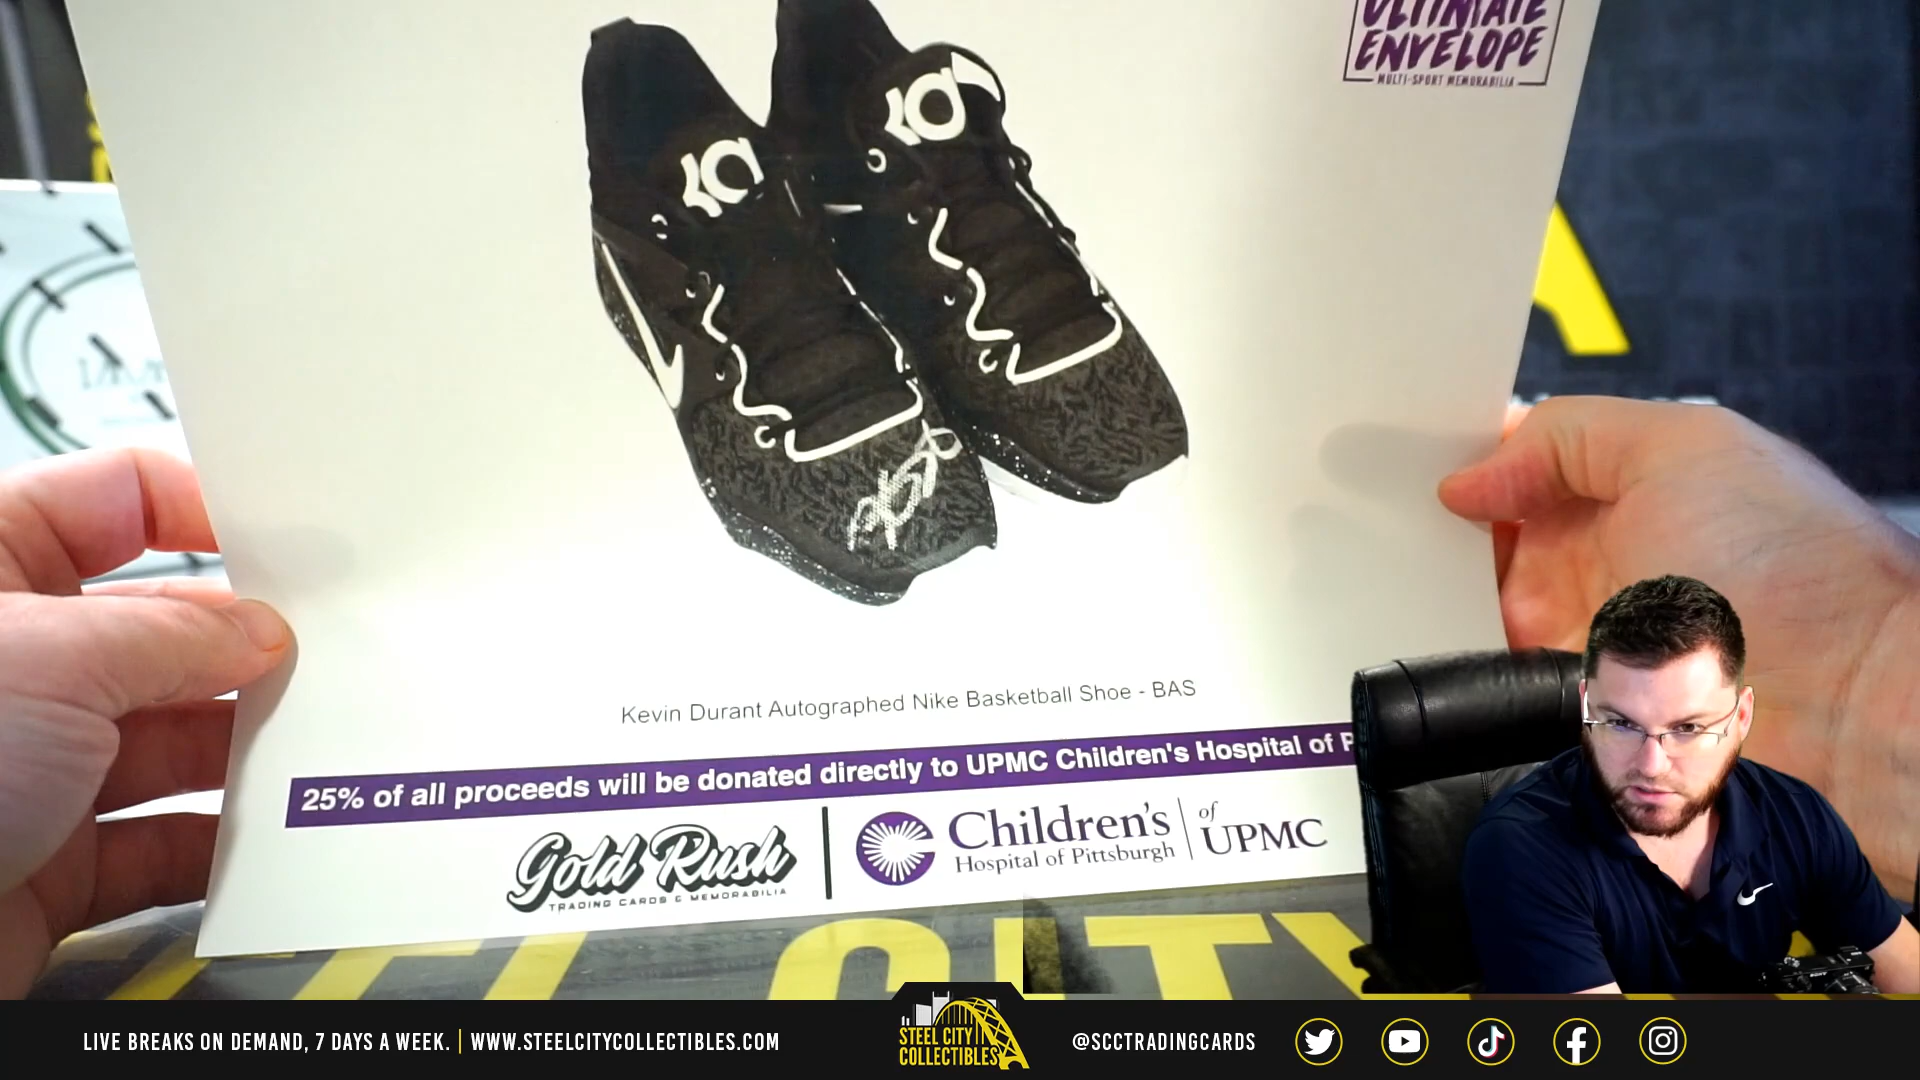 ULTIMATE
ENVELOPE
MULTI-SPORT MEMORABILIA
Kevin Durant Autographed Nike Basketball Shoe - BAS
25% of all proceeds will be donated directly to UPMC Children's Hospital of P
Gold Rush
TRADING CARDS & MEMORABILIA
Children's
Hospital of Pittsburgh
of
UPMC
CITY
LIVE BREAKS ON DEMAND, 7 DAYS A WEEK. | WWW.STEELCITYCOLLECTIBLES.COM
STEEL CITY
COLLECTIBLES
@SCCTRADINGCARDS